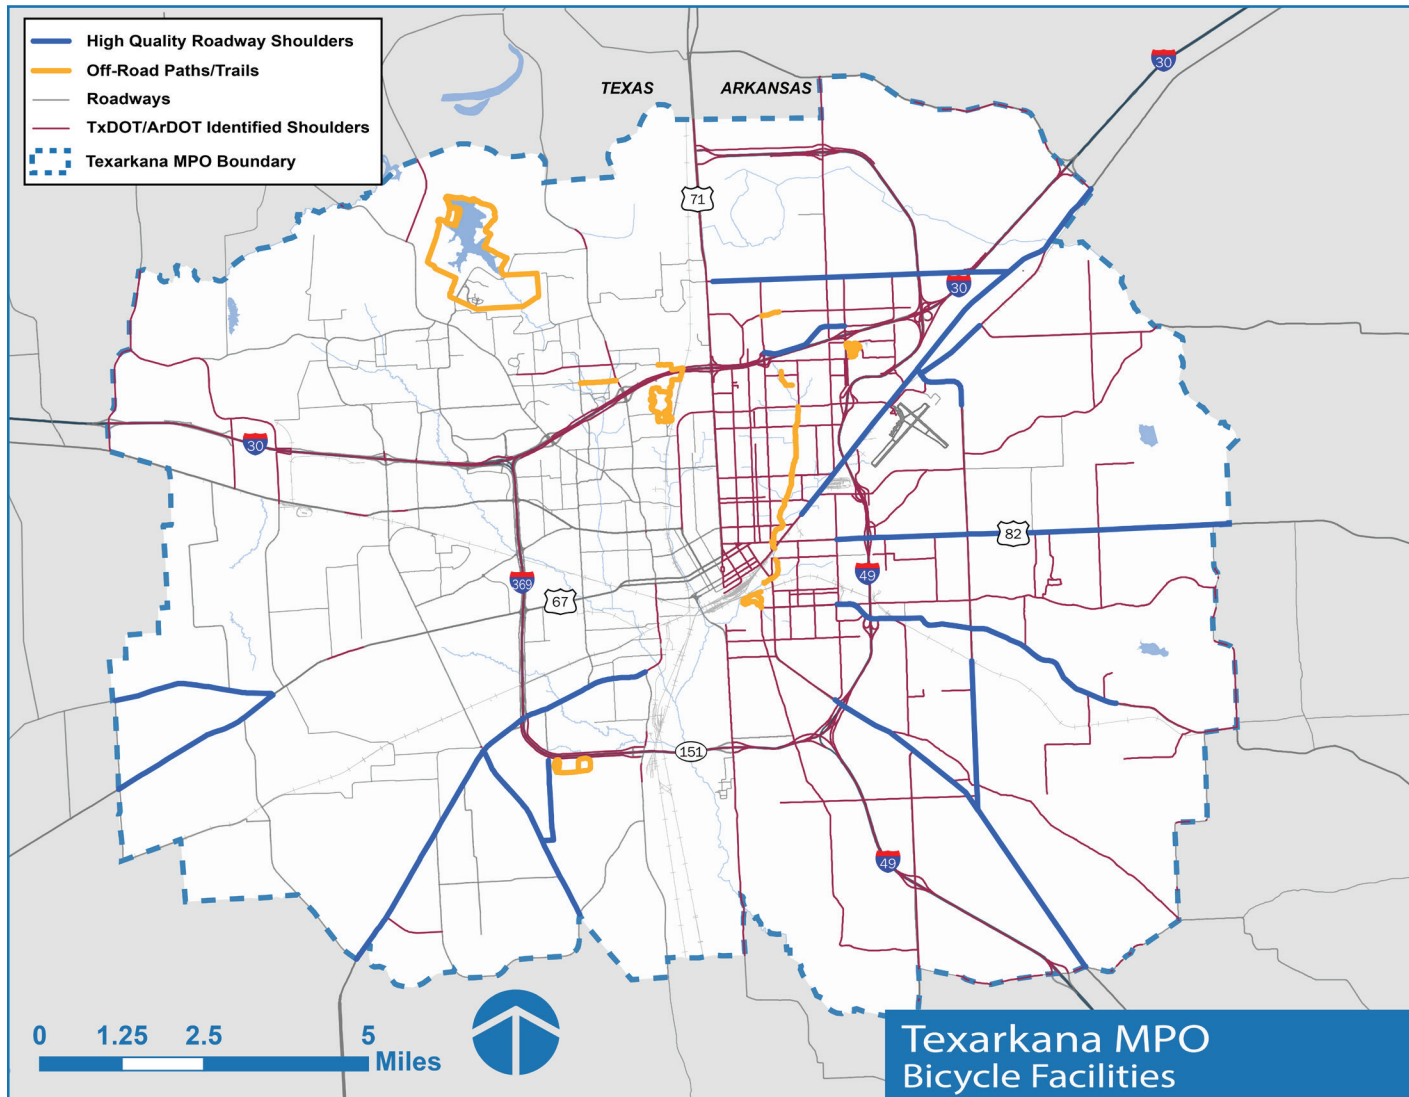 High Quality Roadway Shoulders
Off-Road Paths/Trails
Roadways
TxDOT/ArDOT Identified Shoulders
Texarkana MPO Boundary
TEXAS ARKANSAS
30
71
30
30
82
49
369
67
151
49
0 1.25 2.5 5
Miles
Texarkana MPO
Bicycle Facilities